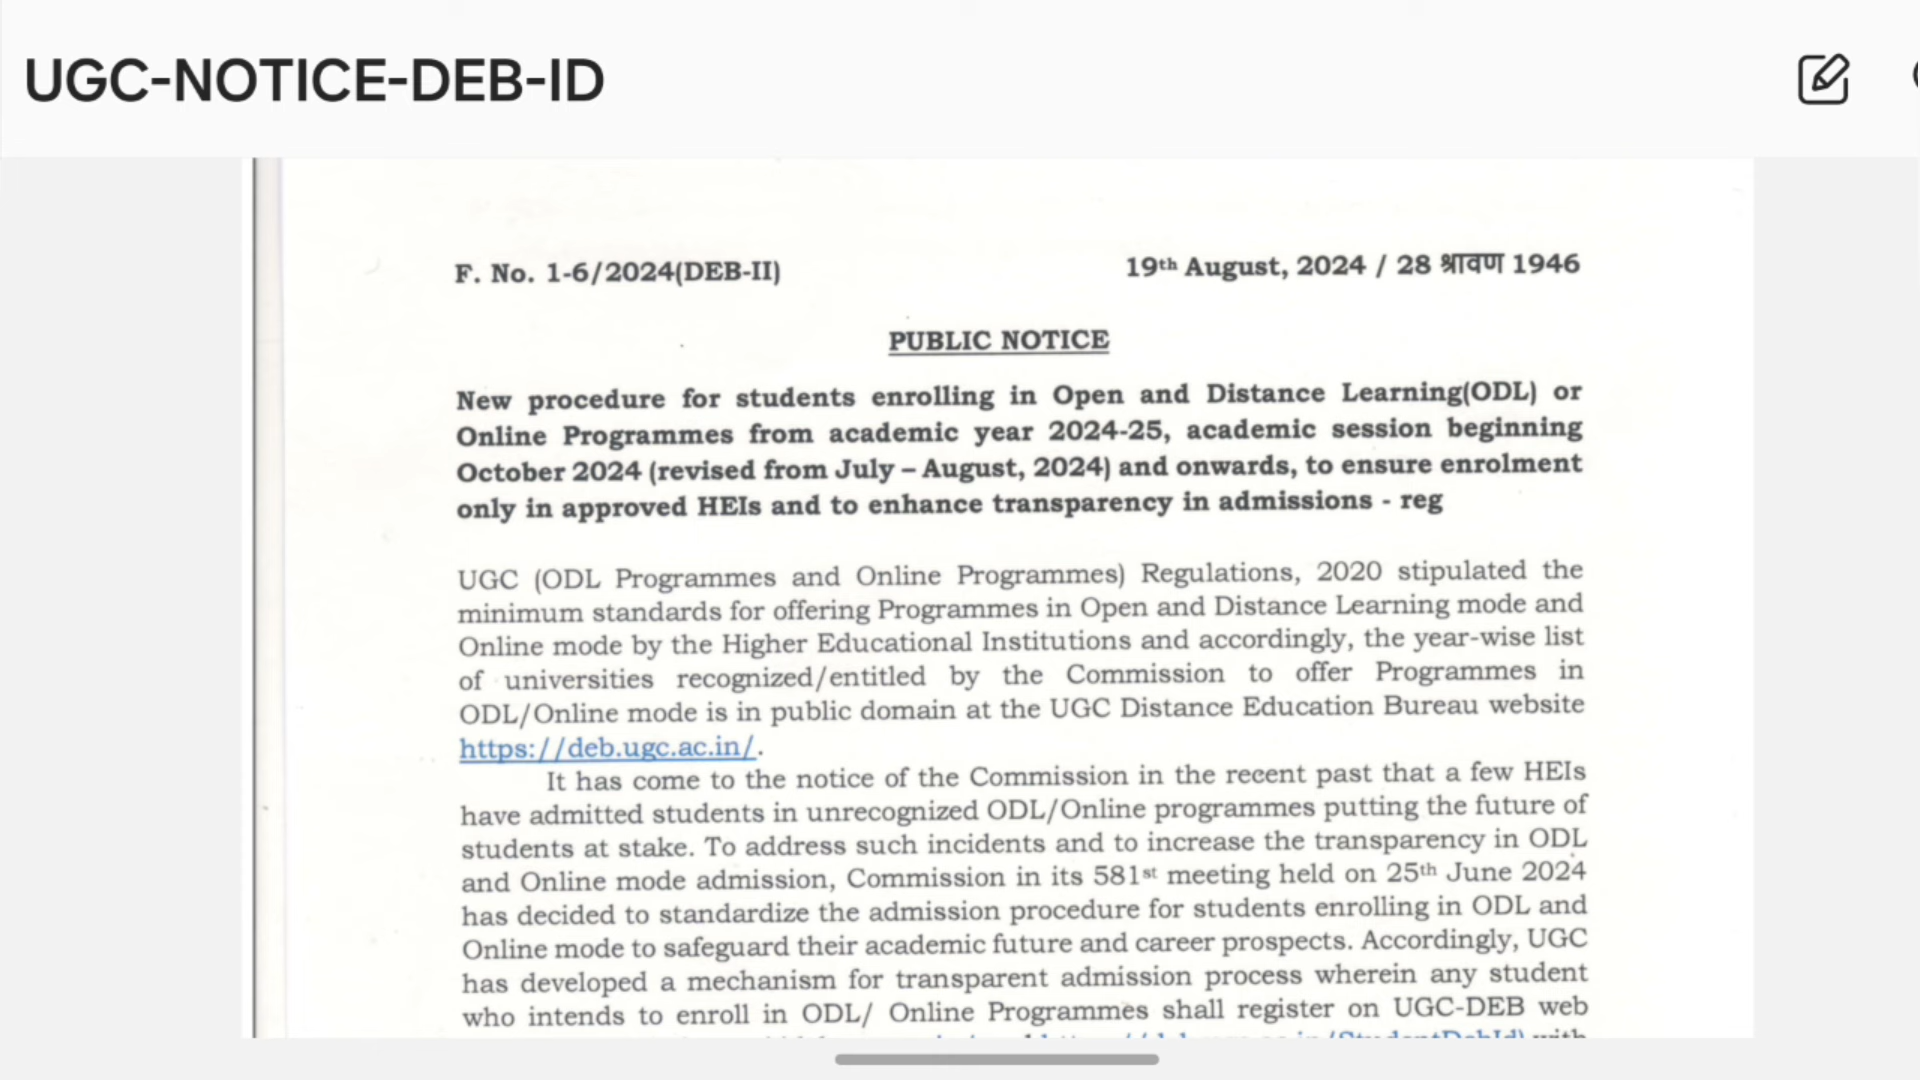 UGC-NOTICE-DEB-ID
F. No. 1-6/2024(DEB-II)
19th August, 2024 / 28 श्रावण 1946
PUBLIC NOTICE
New procedure for students enrolling in Open and Distance Learning(ODL) or
Online Programmes from academic year 2024-25, academic session beginning
October 2024 (revised from July – August, 2024) and onwards, to ensure enrolment
only in approved HEIs and to enhance transparency in admissions - reg
UGC (ODL Programmes and Online Programmes) Regulations, 2020 stipulated the
minimum standards for offering Programmes in Open and Distance Learning mode and
Online mode by the Higher Educational Institutions and accordingly, the year-wise list
of universities recognized/entitled by the Commission to offer Programmes in
ODL/Online mode is in public domain at the UGC Distance Education Bureau website
https://deb.ugc.ac.in/.
It has come to the notice of the Commission in the recent past that a few HEIs
have admitted students in unrecognized ODL/Online programmes putting the future of
students at stake. To address such incidents and to increase the transparency in ODL
and Online mode admission, Commission in its 581st meeting held on 25th June 2024
has decided to standardize the admission procedure for students enrolling in ODL and
Online mode to safeguard their academic future and career prospects. Accordingly, UGC
has developed a mechanism for transparent admission process wherein any student
who intends to enroll in ODL/ Online Programmes shall register on UGC-DEB web